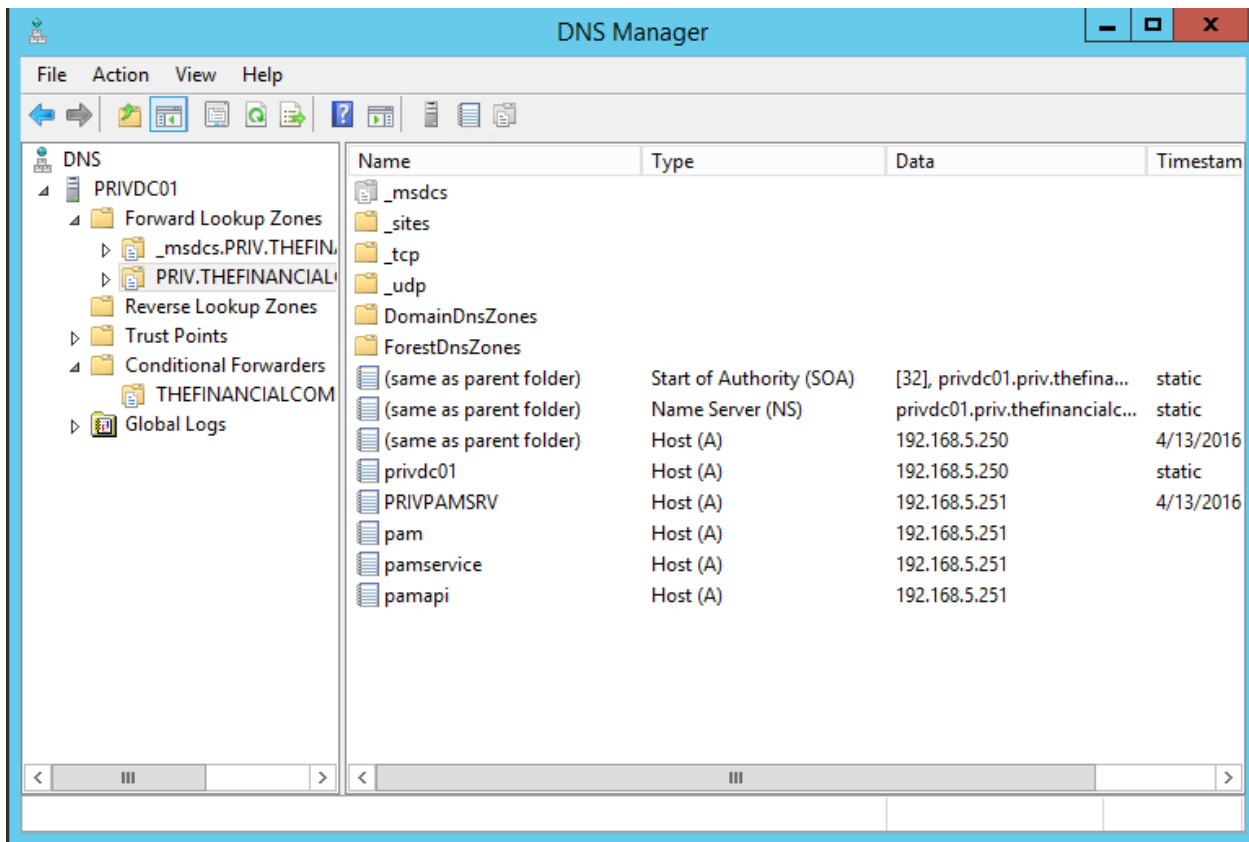 DNS Manager
File Action View Help
DNS
PRIVDC01
Forward Lookup Zones
_msdcs.PRIV.THEFIN
PRIV.THEFINANCIAL
Reverse Lookup Zones
Trust Points
Conditional Forwarders
THEFINANCIALCOM
Global Logs
Name Type Data Timestam
_msdcs
_sites
_tcp
_udp
DomainDnsZones
ForestDnsZones
(same as parent folder) Start of Authority (SOA) [32], privdc01.priv.thefina... static
(same as parent folder) Name Server (NS) privdc01.priv.thefinancialc... static
(same as parent folder) Host (A) 192.168.5.250 4/13/2016
privdc01 Host (A) 192.168.5.250 static
PRIVPAMSRV Host (A) 192.168.5.251 4/13/2016
pam Host (A) 192.168.5.251
pamservice Host (A) 192.168.5.251
pamapi Host (A) 192.168.5.251